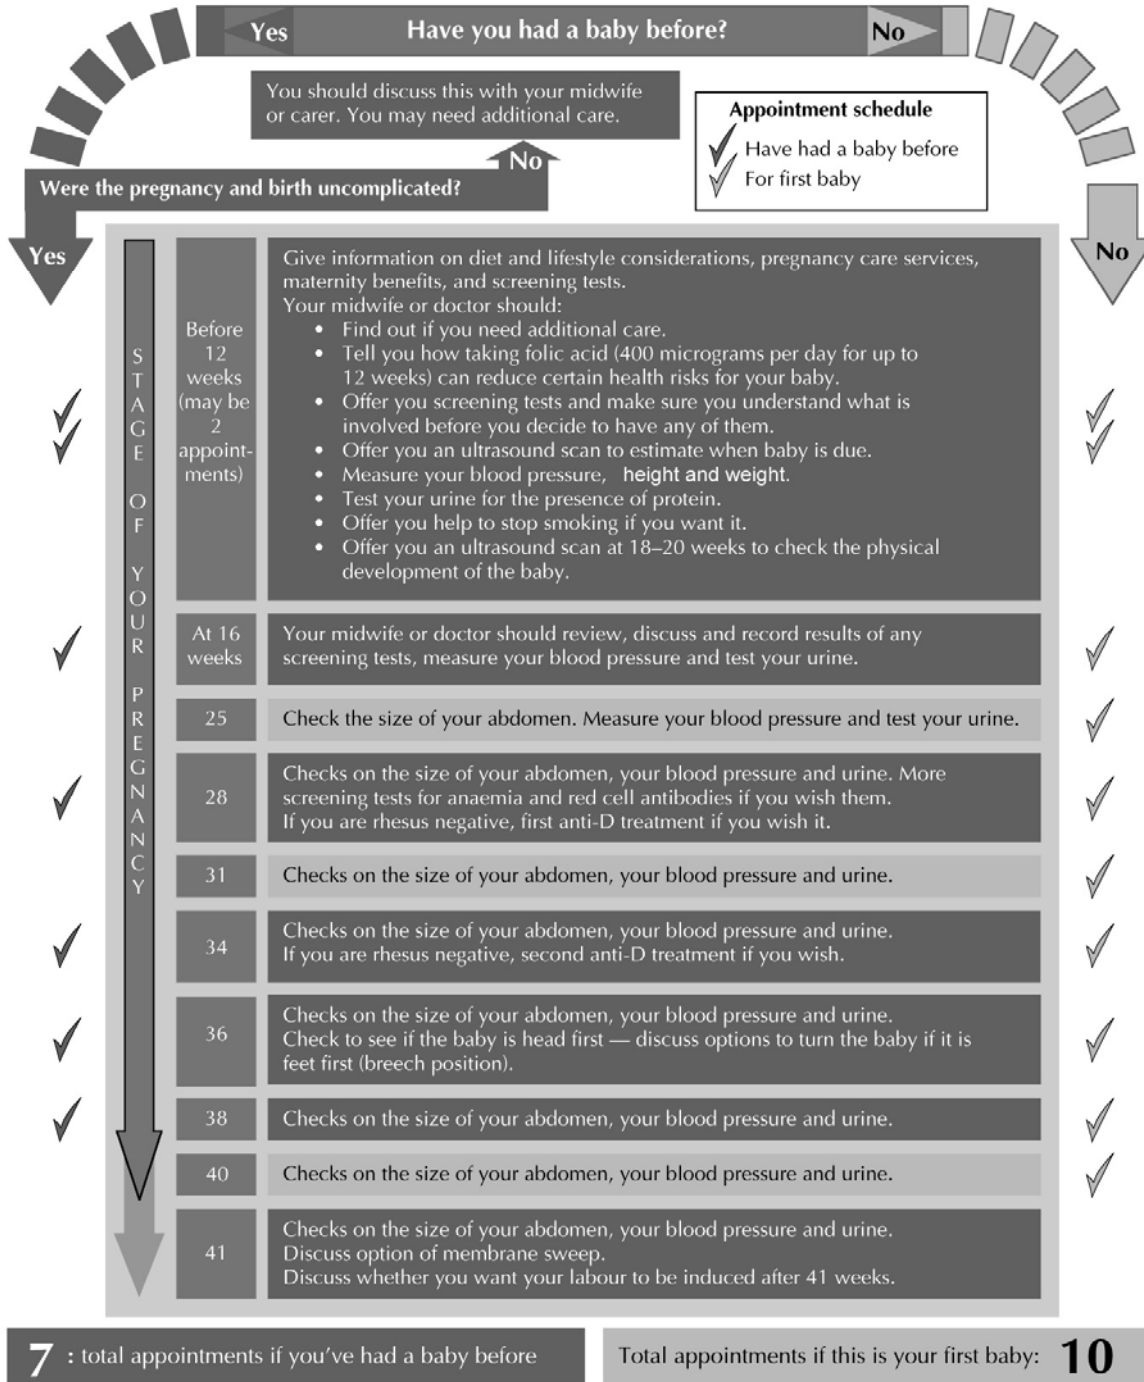 Yes
Have you had a baby before?
No
You should discuss this with your midwife
or carer. You may need additional care.
Appointment schedule
Have had a baby before
For first baby
No
Were the pregnancy and birth uncomplicated?
Yes
No
STAGE OF YOUR PREGNANCY
Before
12
weeks
(may be
2
appoint-
ments)
Give information on diet and lifestyle considerations, pregnancy care services,
maternity benefits, and screening tests.
Your midwife or doctor should:
• Find out if you need additional care.
• Tell you how taking folic acid (400 micrograms per day for up to
12 weeks) can reduce certain health risks for your baby.
• Offer you screening tests and make sure you understand what is
involved before you decide to have any of them.
• Offer you an ultrasound scan to estimate when baby is due.
• Measure your blood pressure, height and weight.
• Test your urine for the presence of protein.
• Offer you help to stop smoking if you want it.
• Offer you an ultrasound scan at 18–20 weeks to check the physical
development of the baby.
At 16
weeks
Your midwife or doctor should review, discuss and record results of any
screening tests, measure your blood pressure and test your urine.
25
Check the size of your abdomen. Measure your blood pressure and test your urine.
28
Checks on the size of your abdomen, your blood pressure and urine. More
screening tests for anaemia and red cell antibodies if you wish them.
If you are rhesus negative, first anti-D treatment if you wish it.
31
Checks on the size of your abdomen, your blood pressure and urine.
34
Checks on the size of your abdomen, your blood pressure and urine.
If you are rhesus negative, second anti-D treatment if you wish.
36
Checks on the size of your abdomen, your blood pressure and urine.
Check to see if the baby is head first — discuss options to turn the baby if it is
feet first (breech position).
38
Checks on the size of your abdomen, your blood pressure and urine.
40
Checks on the size of your abdomen, your blood pressure and urine.
41
Checks on the size of your abdomen, your blood pressure and urine.
Discuss option of membrane sweep.
Discuss whether you want your labour to be induced after 41 weeks.
7 : total appointments if you've had a baby before
Total appointments if this is your first baby: 10